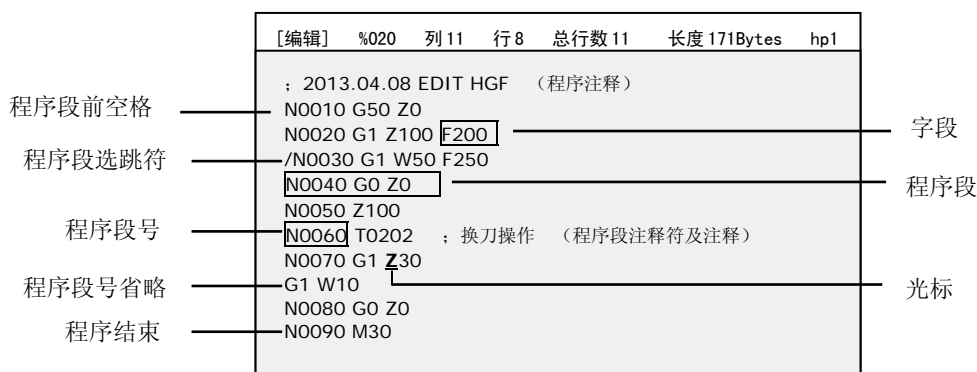 [编辑] %020 列11 行8 总行数11 长度171Bytes hp1
；2013.04.08 EDIT HGF （程序注释）
程序段前空格
N0010 G50 Z0
N0020 G1 Z100 F200
字段
程序段选跳符
/N0030 G1 W50 F250
N0040 G0 Z0
程序段
N0050 Z100
程序段号
N0060 T0202 ；换刀操作 （程序段注释符及注释）
N0070 G1 Z30
程序段号省略
G1 W10
光标
N0080 G0 Z0
程序结束
N0090 M30